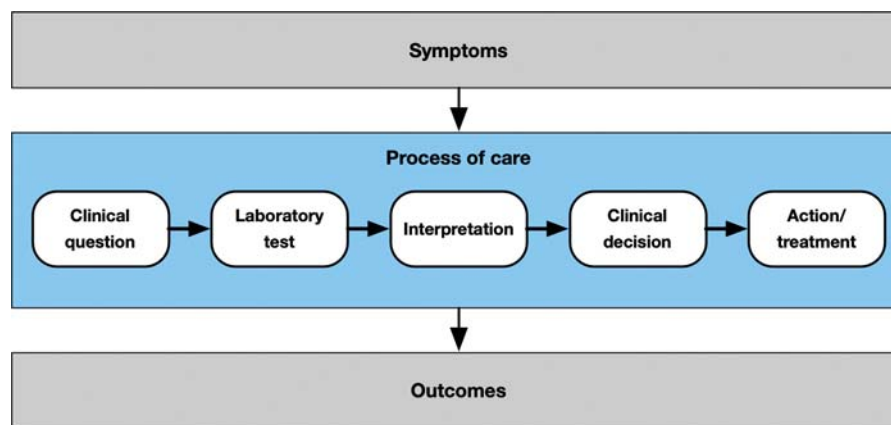 Symptoms
Process of care
Clinical
question
Laboratory
test
Interpretation
Clinical
decision
Action/
treatment
Outcomes